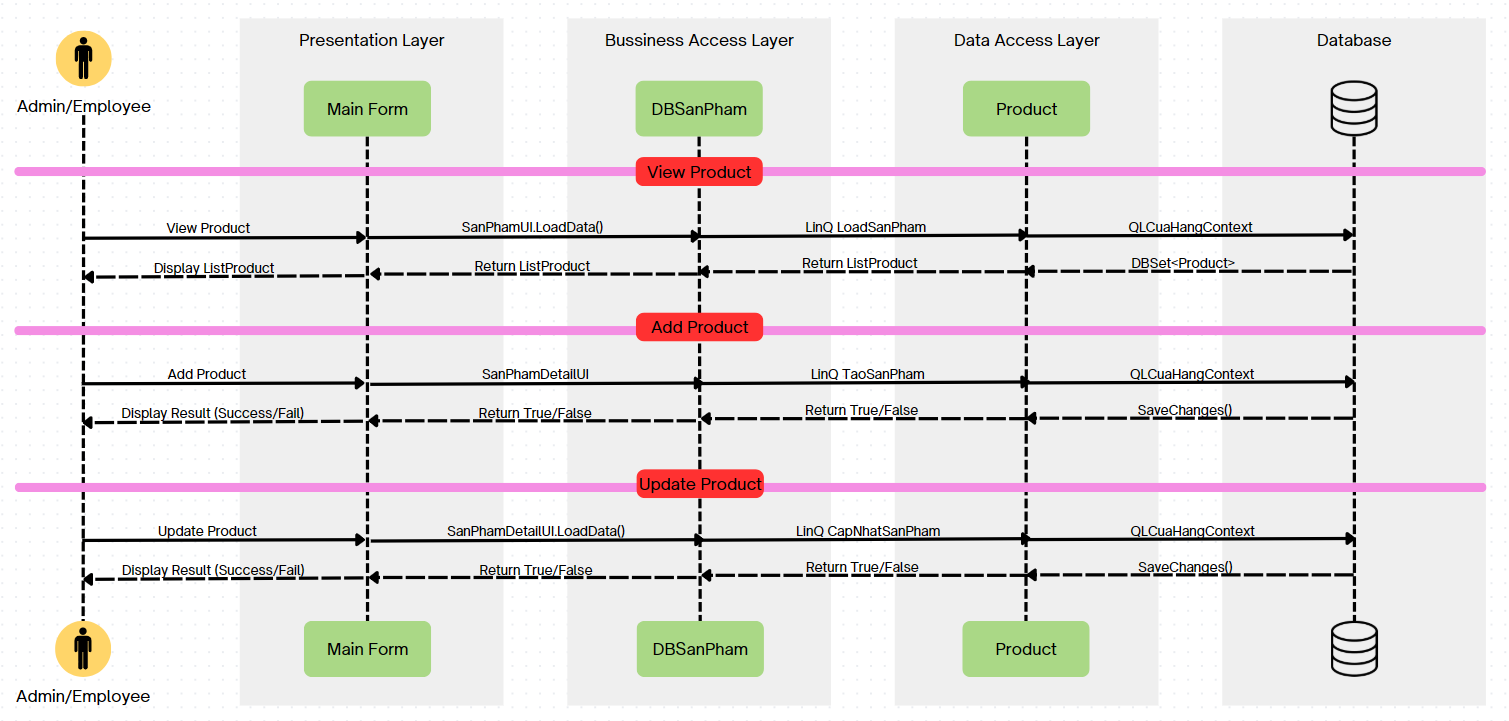 Presentation Layer
Bussiness Access Layer
Data Access Layer
Database
Admin/Employee
Main Form
DBSanPham
Product
View Product
View Product
SanPhamUI.LoadData()
LinQ LoadSanPham
QLCuaHangContext
Display ListProduct
Return ListProduct
Return ListProduct
DBSet<Product>
Add Product
Add Product
SanPhamDetailUI
LinQ TaoSanPham
QLCuaHangContext
Display Result (Success/Fail)
Return True/False
Return True/False
SaveChanges()
Update Product
Update Product
SanPhamDetailUI.LoadData()
LinQ CapNhatSanPham
QLCuaHangContext
Display Result (Success/Fail)
Return True/False
Return True/False
SaveChanges()
Main Form
DBSanPham
Product
Admin/Employee